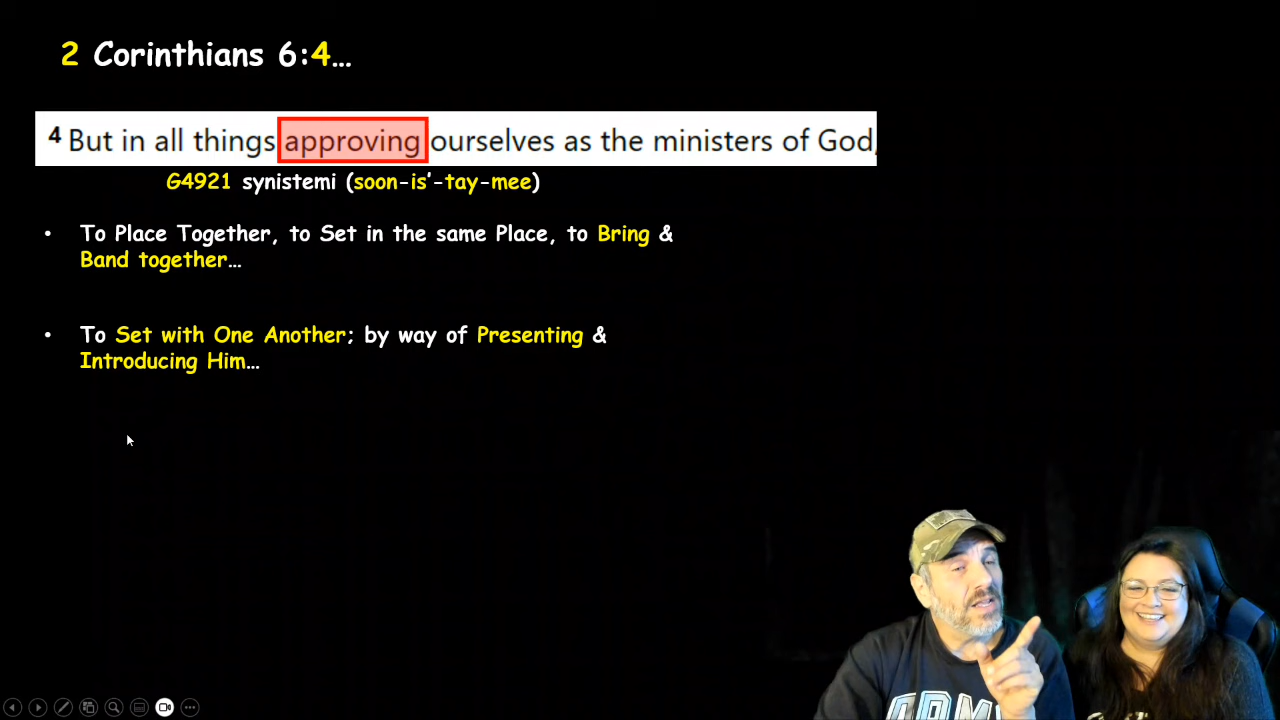 2 Corinthians 6:4...
4 But in all things approving ourselves as the ministers of God,
G4921 synistemi (soon-is’-tay-mee)
• To Place Together, to Set in the same Place, to Bring &
Band together...
• To Set with One Another; by way of Presenting &
Introducing Him...
ARMY